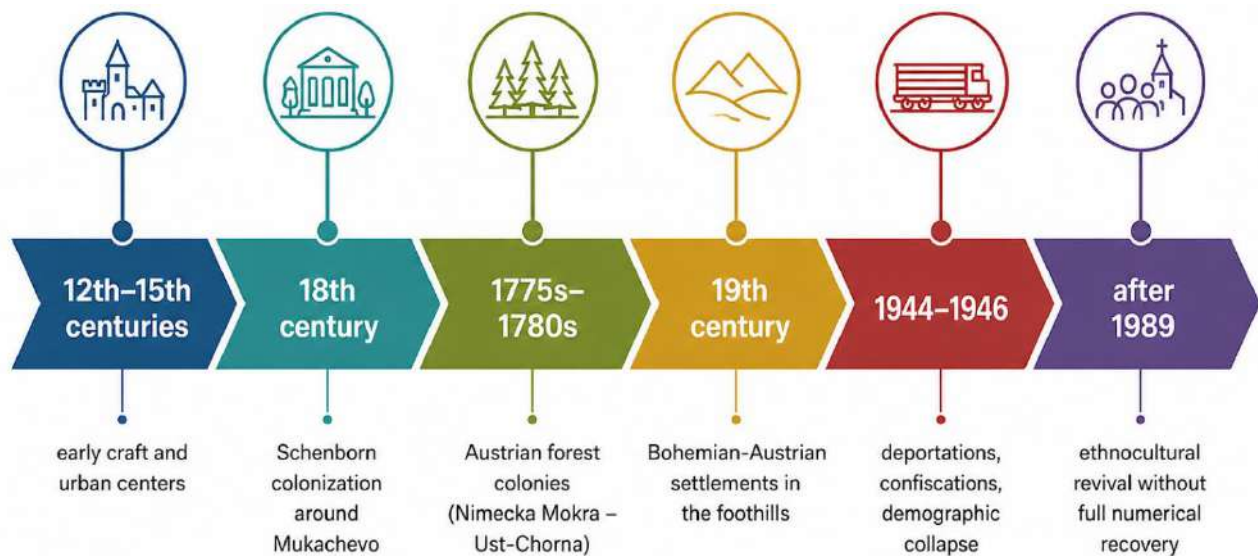 12th–15th
centuries
18th
century
1775s–
1780s
19th
century
1944–1946
after
1989
early craft and
urban centers
Schenborn
colonization
around
Mukachevo
Austrian forest
colonies
(Nimecka Mokra –
Ust-Chorna)
Bohemian-Austrian
settlements in
the foothills
deportations,
confiscations,
demographic
collapse
ethnocultural
revival without
full numerical
recovery